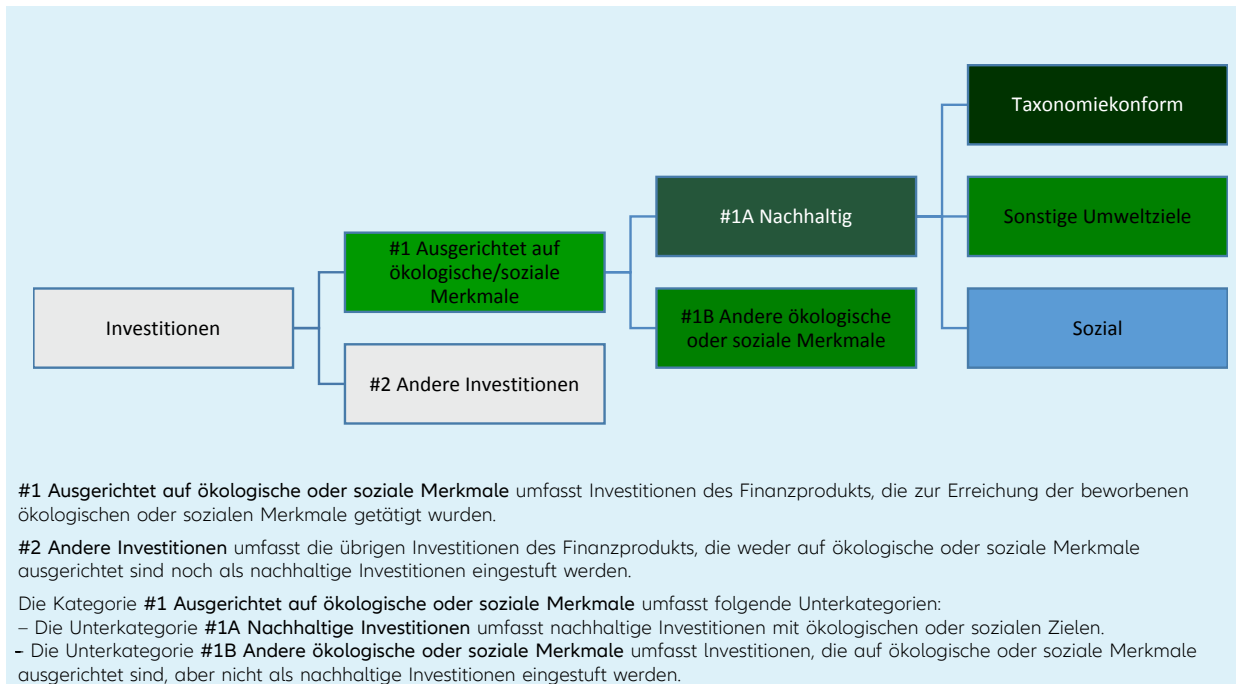 Taxonomiekonform
#1A Nachhaltig
Sonstige Umweltziele
#1 Ausgerichtet auf
ökologische/soziale
Merkmale
Investitionen
#1B Andere ökologische
oder soziale Merkmale
Sozial
#2 Andere Investitionen
#1 Ausgerichtet auf ökologische oder soziale Merkmale umfasst Investitionen des Finanzprodukts, die zur Erreichung der beworbenen
ökologischen oder sozialen Merkmale getätigt wurden.
#2 Andere Investitionen umfasst die übrigen Investitionen des Finanzprodukts, die weder auf ökologische oder soziale Merkmale
ausgerichtet sind noch als nachhaltige Investitionen eingestuft werden.
Die Kategorie #1 Ausgerichtet auf ökologische oder soziale Merkmale umfasst folgende Unterkategorien:
– Die Unterkategorie #1A Nachhaltige Investitionen umfasst nachhaltige Investitionen mit ökologischen oder sozialen Zielen.
- Die Unterkategorie #1B Andere ökologische oder soziale Merkmale umfasst Investitionen, die auf ökologische oder soziale Merkmale
ausgerichtet sind, aber nicht als nachhaltige Investitionen eingestuft werden.